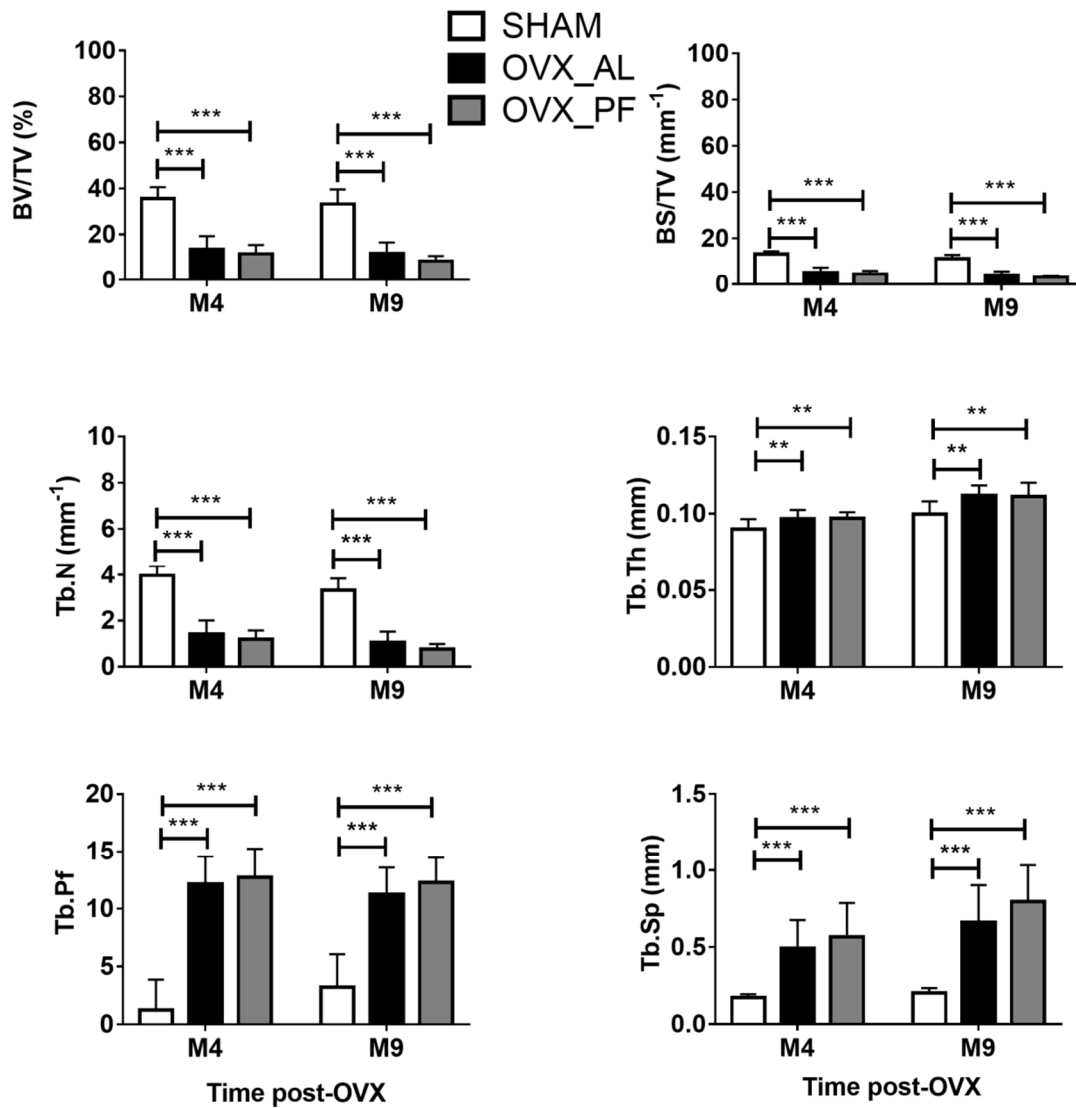 SHAM
OVX_AL
OVX_PF
BV/TV (%)
100
80
60
40
20
0
***
***
***
***
M4
M9
BS/TV (mm-1)
100
80
60
40
20
0
***
***
***
***
M4
M9
Tb.N (mm-1)
10
8
6
4
2
0
***
***
***
***
M4
M9
Tb.Th (mm)
0.15
0.10
0.05
0.00
**
**
**
**
M4
M9
Tb.Pf
20
15
10
5
0
***
***
***
***
M4
M9
Time post-OVX
Tb.Sp (mm)
1.5
1.0
0.5
0.0
***
***
***
***
M4
M9
Time post-OVX